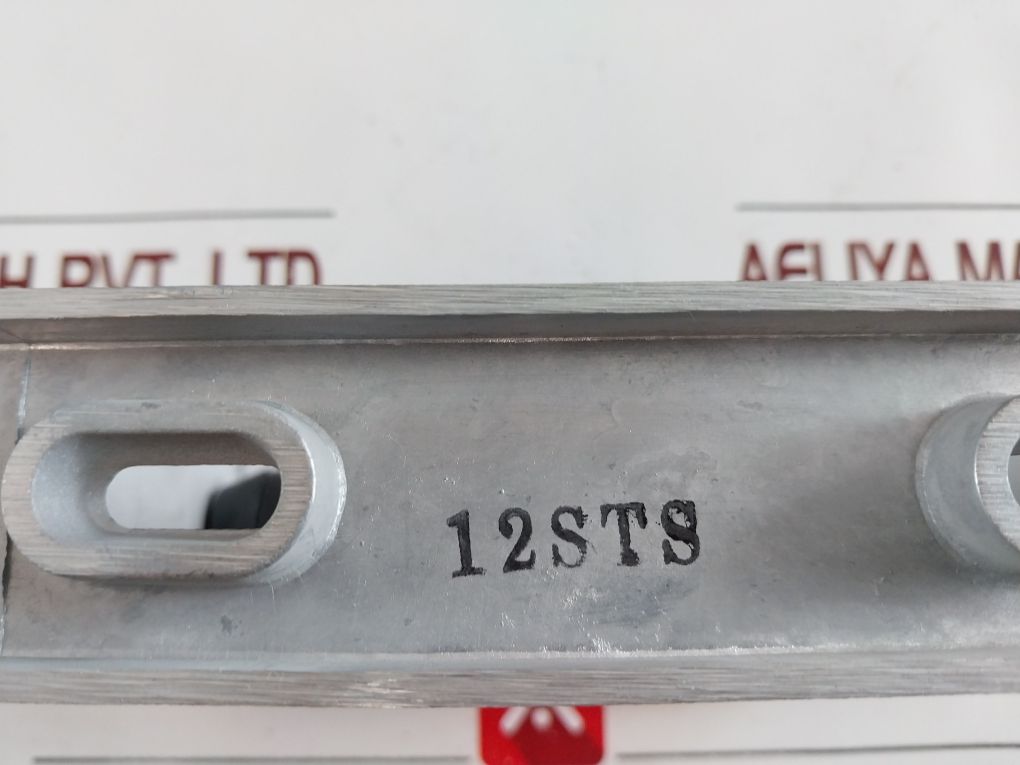 H PVT. LTD.
AELIYA MA
12STS